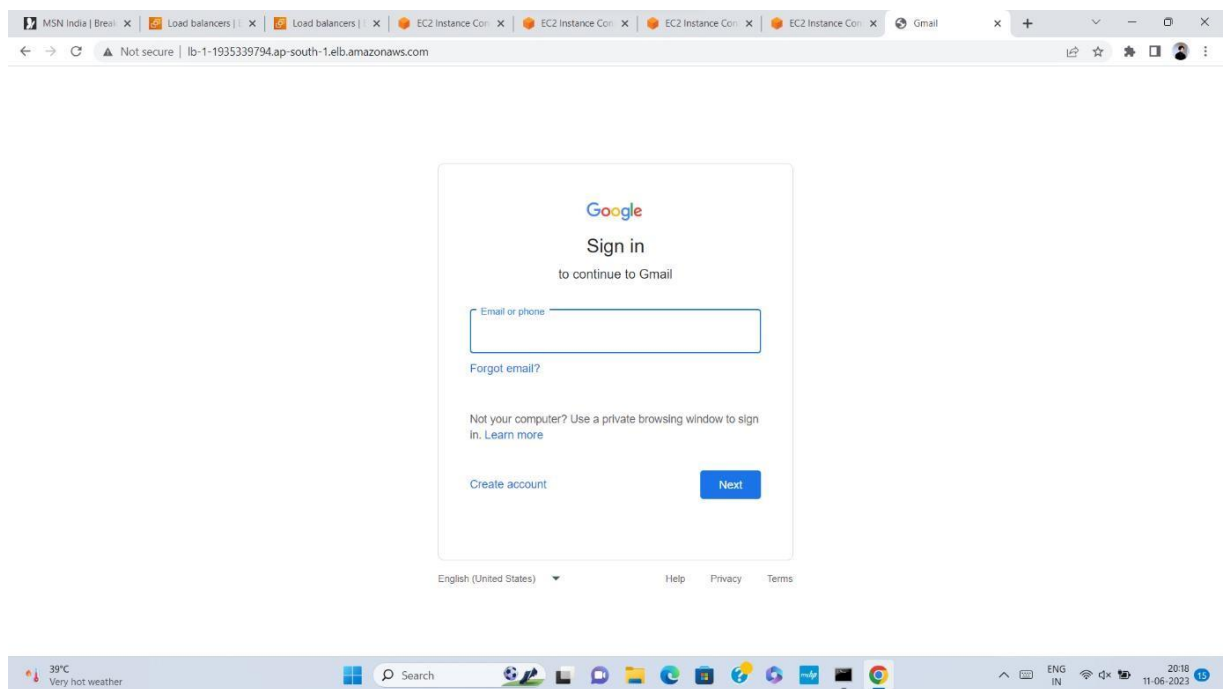 MSN India | Break
Load balancers | L
Load balancers | L
EC2 Instance Con
EC2 Instance Con
EC2 Instance Con
EC2 Instance Con
Gmail
Not secure | lb-1-1935339794.ap-south-1.elb.amazonaws.com
Google
Sign in
to continue to Gmail
Email or phone
Forgot email?
Not your computer? Use a private browsing window to sign
in. Learn more
Create account
Next
English (United States)
Help Privacy Terms
39°C
Very hot weather
Search
ENG
IN
20:18
11-06-2023
15